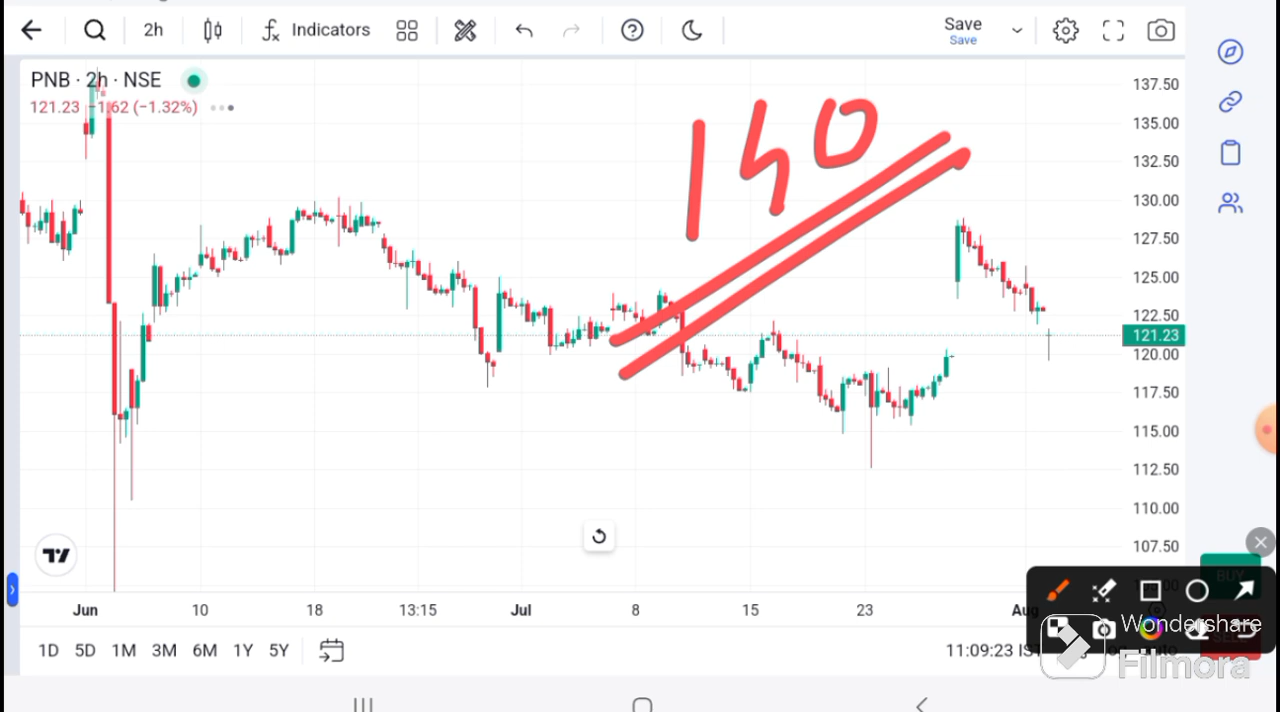 2h
Indicators
Save
Save
PNB · 2h · NSE
121.23 −1.62 (−1.32%)
140
137.50
135.00
132.50
130.00
127.50
125.00
122.50
121.23
120.00
117.50
115.00
112.50
110.00
107.50
BUY
Jun 10 18 13:15 Jul 8 15 23 Aug
1D 5D 1M 3M 6M 1Y 5Y
11:09:23
Wondershare
Filmora